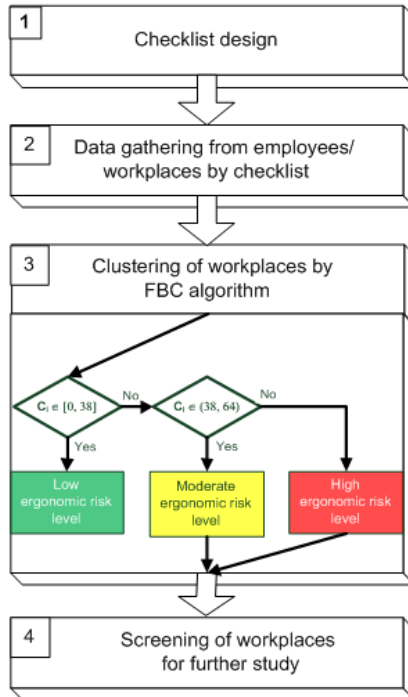 1
Checklist design
2
Data gathering from employees/
workplaces by checklist
3
Clustering of workplaces by
FBC algorithm
C_i ∈ [0, 38]
No
C_i ∈ (38, 64)
No
Yes
Yes
Low
ergonomic risk
level
Moderate
ergonomic risk
level
High
ergonomic risk
level
4
Screening of workplaces
for further study